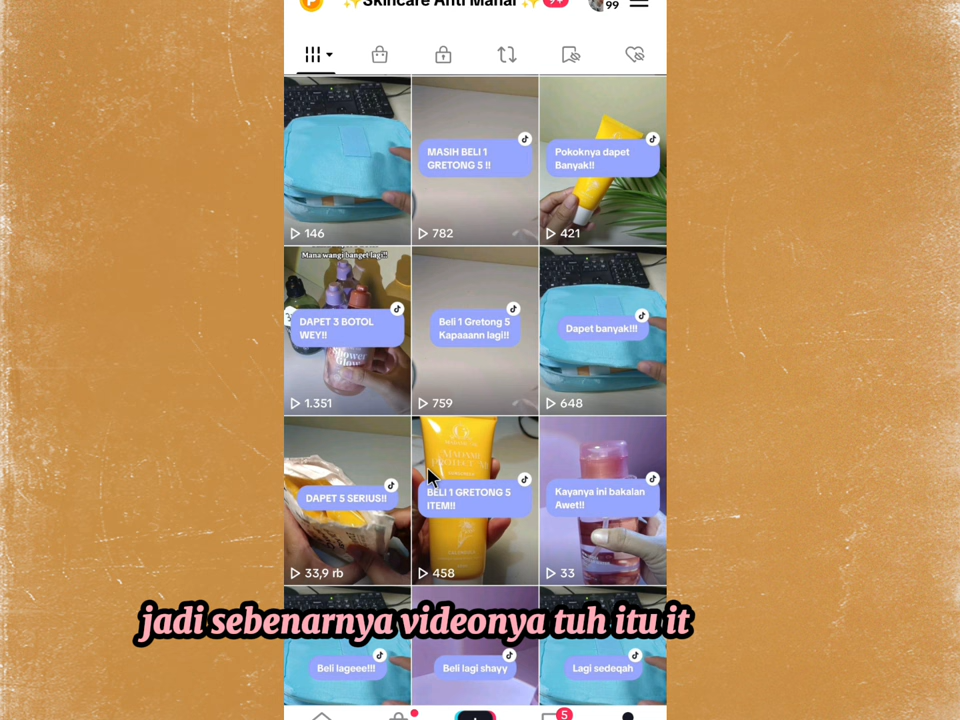 ✨Skincare Anti Mahal ✨ 9+
99
MASIH BELI 1
GRETONG 5 !!
Pokoknya dapet
Banyak!!
146
782
421
Mana wangi banget lagi!!
DAPET 3 BOTOL
WEY!!
Beli 1 Gretong 5
Kapaaann lagi!!
Dapet banyak!!!
1.351
759
648
DAPET 5 SERIUS!!
BELI 1 GRETONG 5
ITEM!!
Kayanya ini bakalan
Awet!!
33,9 rb
458
33
jadi sebenarnya videonya tuh itu it
Beli lageee!!!
Beli lagi shayy
Lagi sedeqah
5